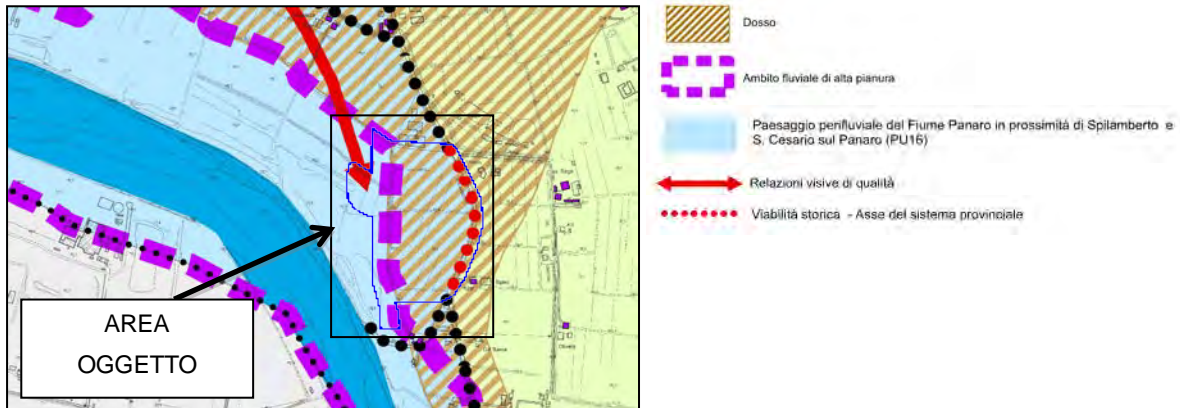 AREA
OGGETTO
Dosso
Ambito fluviale di alta pianura
Paesaggio perifluviale del Fiume Panaro in prossimità di Spilamberto e
S. Cesario sul Panaro (PU16)
Relazioni visive di qualità
Viabilità storica - Asse del sistema provinciale